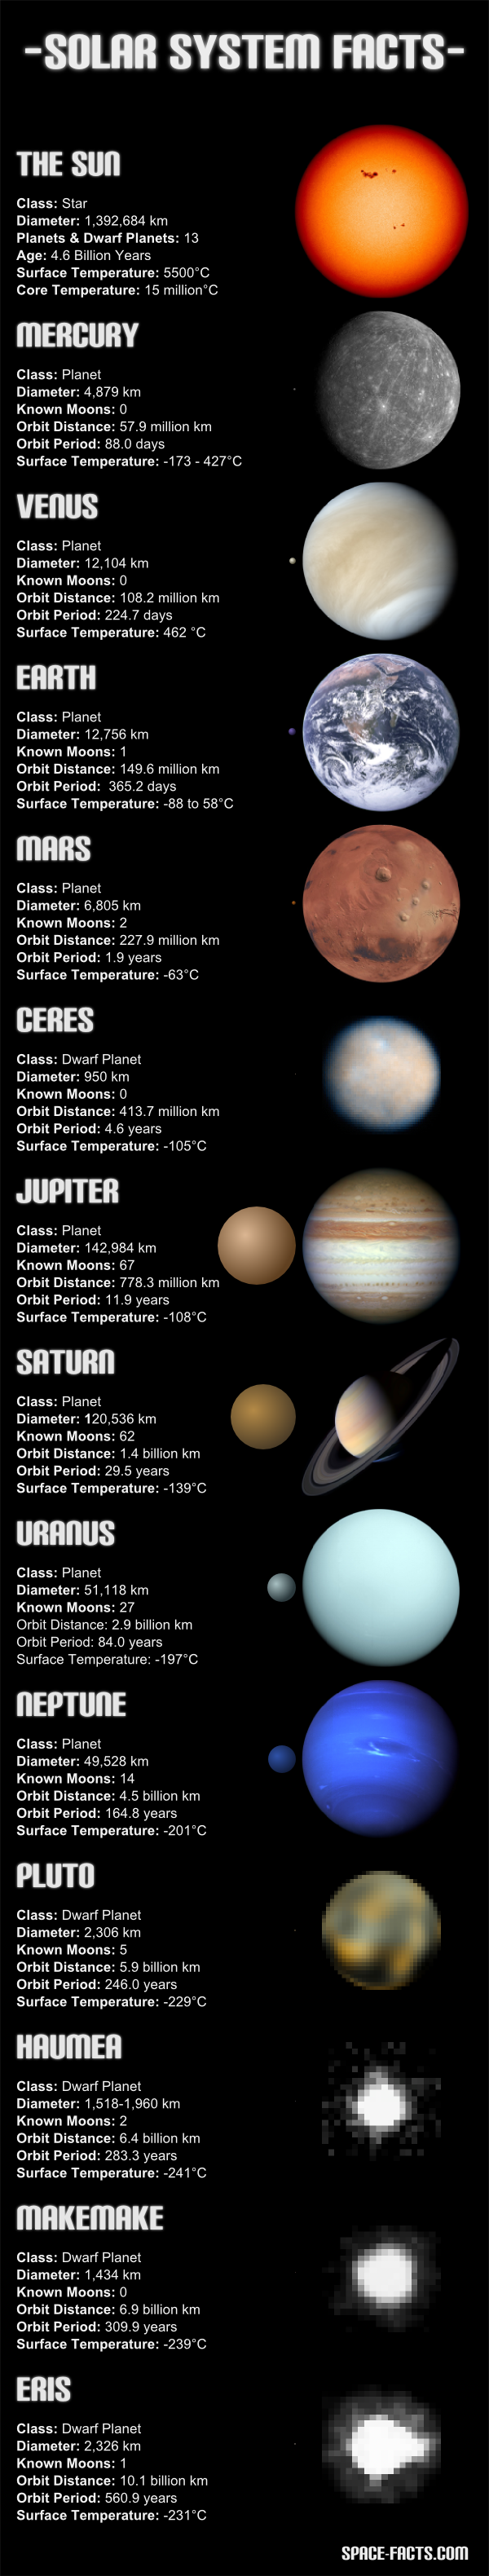 -SOLAR SYSTEM FACTS-
THE SUN
Class: Star
Diameter: 1,392,684 km
Planets & Dwarf Planets: 13
Age: 4.6 Billion Years
Surface Temperature: 5500°C
Core Temperature: 15 million°C
MERCURY
Class: Planet
Diameter: 4,879 km
Known Moons: 0
Orbit Distance: 57.9 million km
Orbit Period: 88.0 days
Surface Temperature: -173 - 427°C
VENUS
Class: Planet
Diameter: 12,104 km
Known Moons: 0
Orbit Distance: 108.2 million km
Orbit Period: 224.7 days
Surface Temperature: 462 °C
EARTH
Class: Planet
Diameter: 12,756 km
Known Moons: 1
Orbit Distance: 149.6 million km
Orbit Period:  365.2 days
Surface Temperature: -88 to 58°C
MARS
Class: Planet
Diameter: 6,805 km
Known Moons: 2
Orbit Distance: 227.9 million km
Orbit Period: 1.9 years
Surface Temperature: -63°C
CERES
Class: Dwarf Planet
Diameter: 950 km
Known Moons: 0
Orbit Distance: 413.7 million km
Orbit Period: 4.6 years
Surface Temperature: -105°C
JUPITER
Class: Planet
Diameter: 142,984 km
Known Moons: 67
Orbit Distance: 778.3 million km
Orbit Period: 11.9 years
Surface Temperature: -108°C
SATURN
Class: Planet
Diameter: 120,536 km
Known Moons: 62
Orbit Distance: 1.4 billion km
Orbit Period: 29.5 years
Surface Temperature: -139°C
URANUS
Class: Planet
Diameter: 51,118 km
Known Moons: 27
Orbit Distance: 2.9 billion km
Orbit Period: 84.0 years
Surface Temperature: -197°C
NEPTUNE
Class: Planet
Diameter: 49,528 km
Known Moons: 14
Orbit Distance: 4.5 billion km
Orbit Period: 164.8 years
Surface Temperature: -201°C
PLUTO
Class: Dwarf Planet
Diameter: 2,306 km
Known Moons: 5
Orbit Distance: 5.9 billion km
Orbit Period: 246.0 years
Surface Temperature: -229°C
HAUMEA
Class: Dwarf Planet
Diameter: 1,518-1,960 km
Known Moons: 2
Orbit Distance: 6.4 billion km
Orbit Period: 283.3 years
Surface Temperature: -241°C
MAKEMAKE
Class: Dwarf Planet
Diameter: 1,434 km
Known Moons: 0
Orbit Distance: 6.9 billion km
Orbit Period: 309.9 years
Surface Temperature: -239°C
ERIS
Class: Dwarf Planet
Diameter: 2,326 km
Known Moons: 1
Orbit Distance: 10.1 billion km
Orbit Period: 560.9 years
Surface Temperature: -231°C
SPACE-FACTS.COM